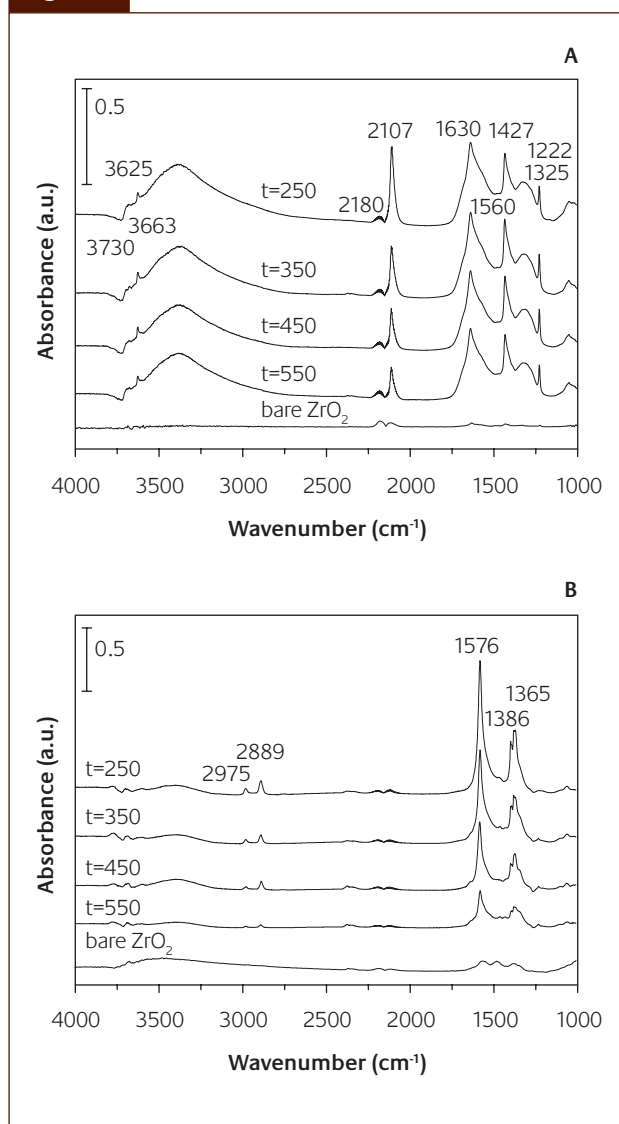 A
0.5
2107
1630
1427
1222
1325
3625
t=250
2180
1560
3663
3730
t=350
t=450
t=550
bare ZrO₂
Absorbance (a.u.)
4000 3500 3000 2500 2000 1500 1000
Wavenumber (cm⁻¹)
B
0.5
1576
1365
1386
2889
2975
t=250
t=350
t=450
t=550
bare ZrO₂
Absorbance (a.u.)
4000 3500 3000 2500 2000 1500 1000
Wavenumber (cm⁻¹)